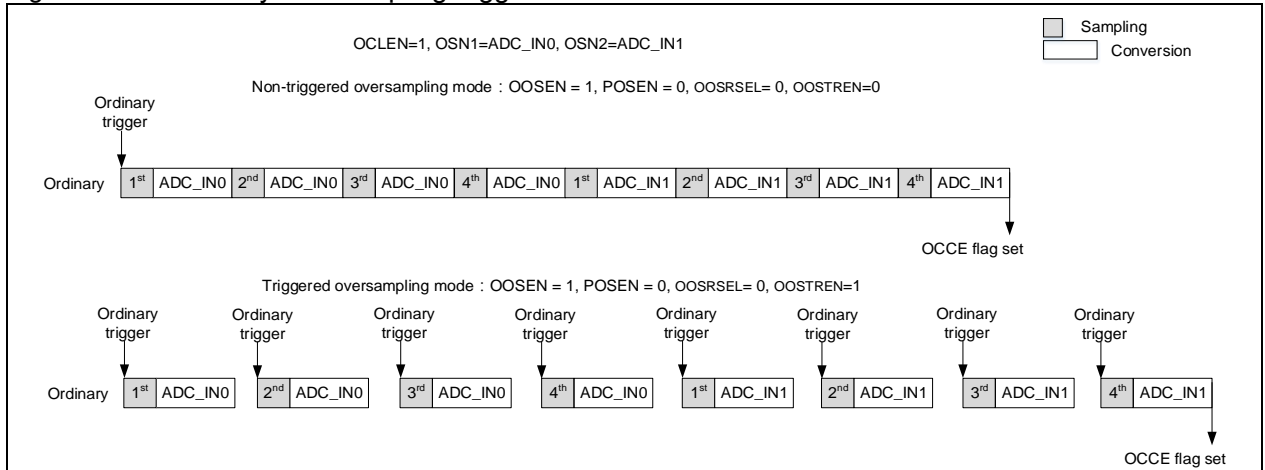 OCLEN=1, OSN1=ADC_IN0, OSN2=ADC_IN1
Sampling
Conversion
Non-triggered oversampling mode : OOSEN = 1, POSEN = 0, OOSRSEL= 0, OOSTREN=0
Ordinary
trigger
Ordinary 1st ADC_IN0 2nd ADC_IN0 3rd ADC_IN0 4th ADC_IN0 1st ADC_IN1 2nd ADC_IN1 3rd ADC_IN1 4th ADC_IN1
OCCE flag set
Triggered oversampling mode : OOSEN = 1, POSEN = 0, OOSRSEL= 0, OOSTREN=1
Ordinary Ordinary Ordinary Ordinary Ordinary Ordinary Ordinary Ordinary
trigger trigger trigger trigger trigger trigger trigger trigger
Ordinary 1st ADC_IN0 2nd ADC_IN0 3rd ADC_IN0 4th ADC_IN0 1st ADC_IN1 2nd ADC_IN1 3rd ADC_IN1 4th ADC_IN1
OCCE flag set